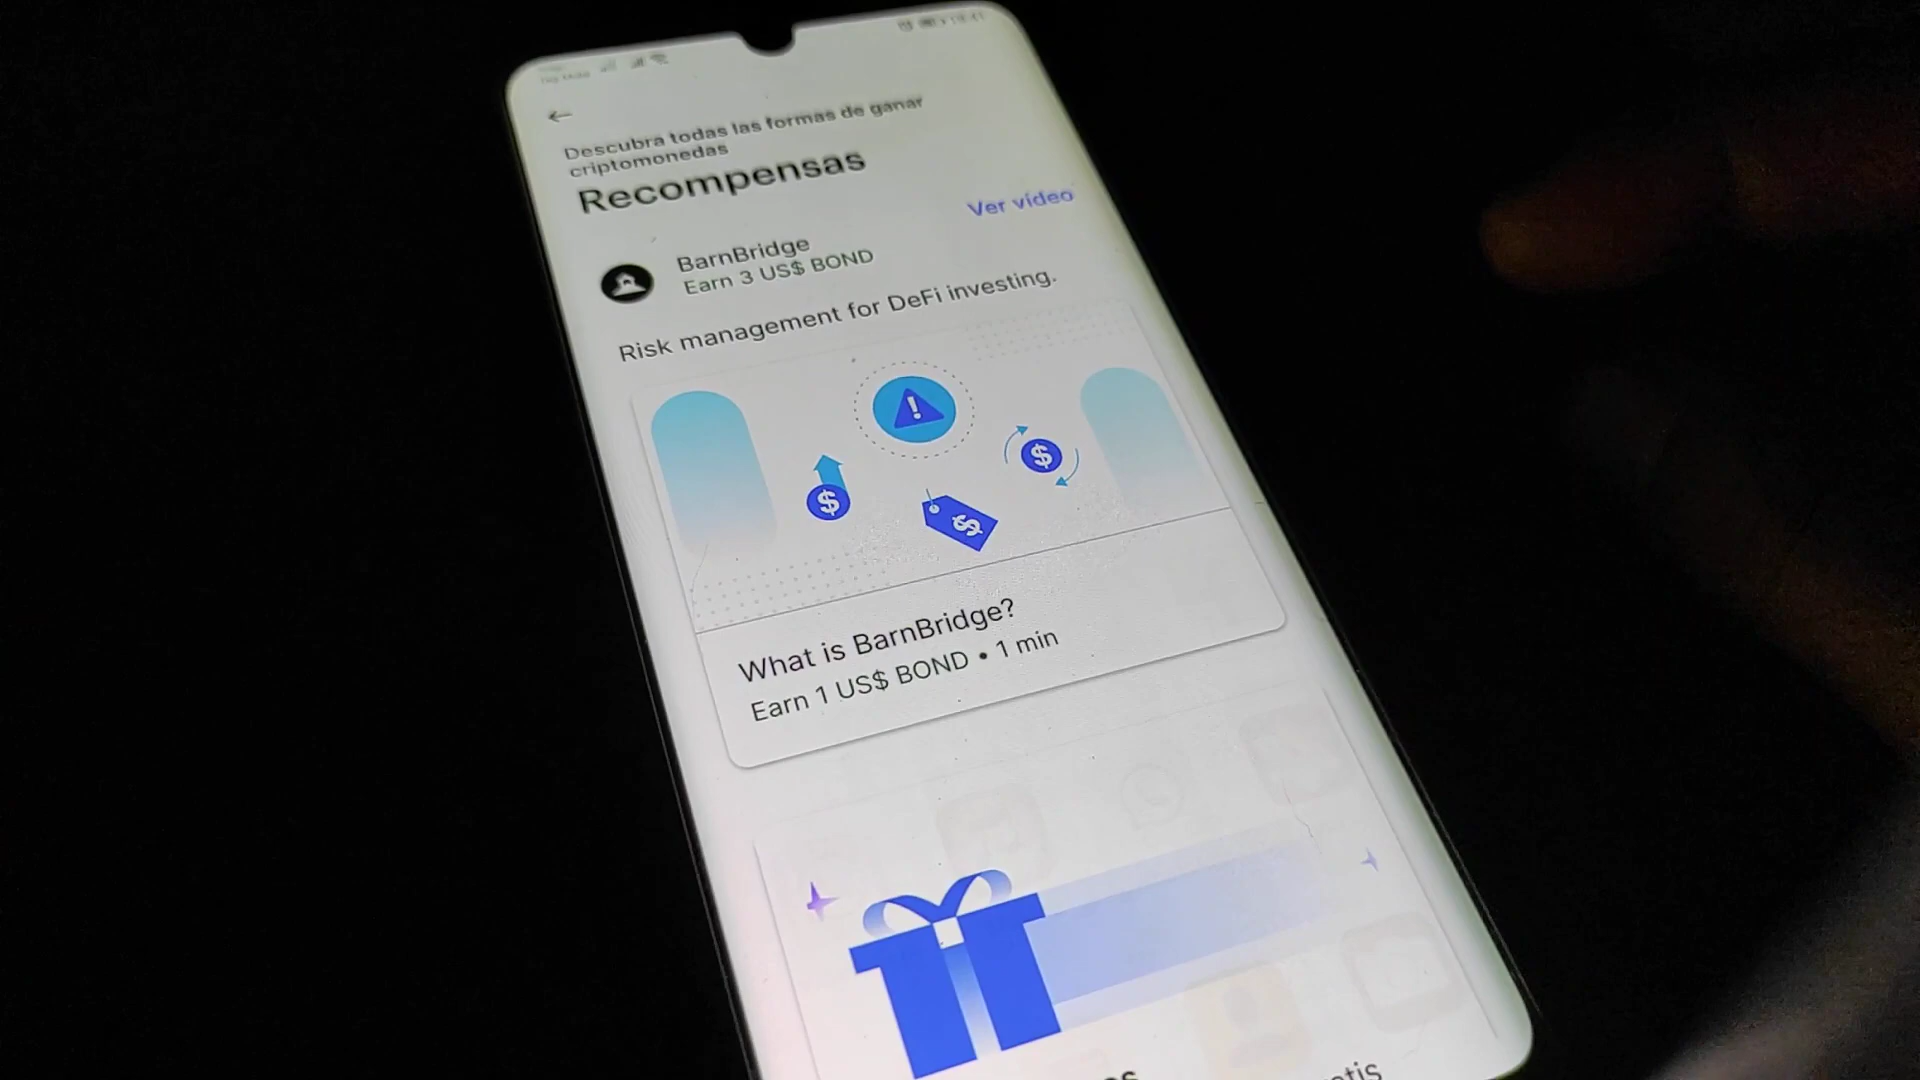 Descubra todas las formas de ganar
criptomonedas
Recompensas
Ver vídeo
BarnBridge
Earn 3 US$ BOND
Risk management for DeFi investing.
What is BarnBridge?
Earn 1 US$ BOND • 1 min